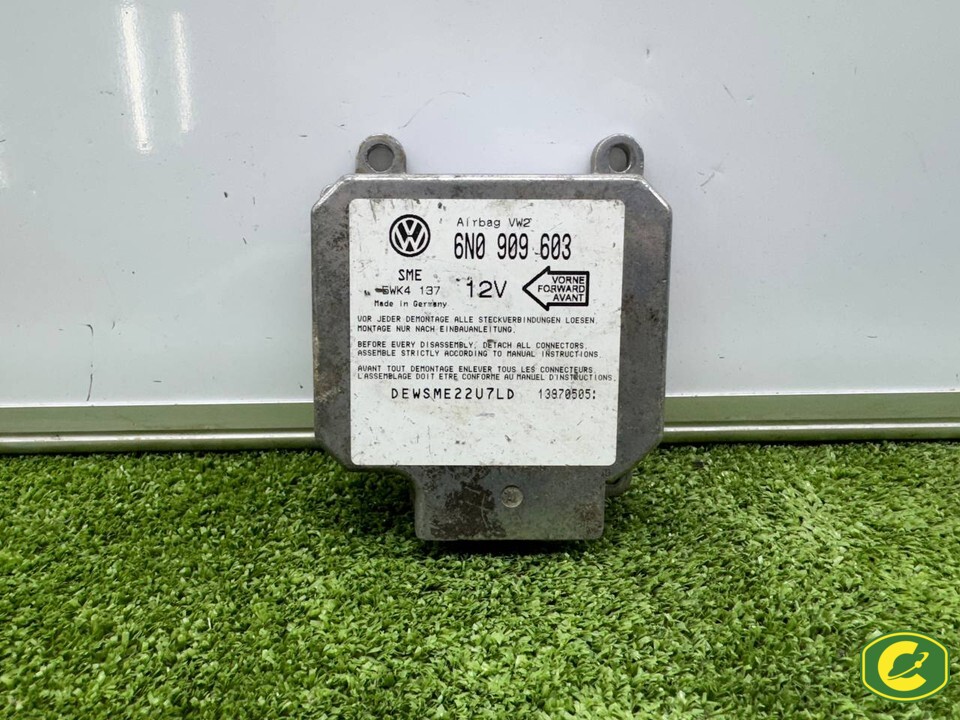 Airbag VW2
6N0 909 603
SME
5WK4 137
12V
VORNE
FORWARD
AVANT
Made in Germany
VOR JEDER DEMONTAGE ALLE STECKVERBINDUNGEN LOESEN.
MONTAGE NUR NACH EINBAUANLEITUNG.
BEFORE EVERY DISASSEMBLY, DETACH ALL CONNECTORS.
ASSEMBLE STRICTLY ACCORDING TO MANUAL INSTRUCTIONS.
AVANT TOUT DEMONTAGE ENLEVER TOUS LES CONNECTEURS.
L'ASSEMBLAGE DOIT ETRE CONFORME AU MANUEL D'INSTRUCTIONS.
DEWSME22U7LD